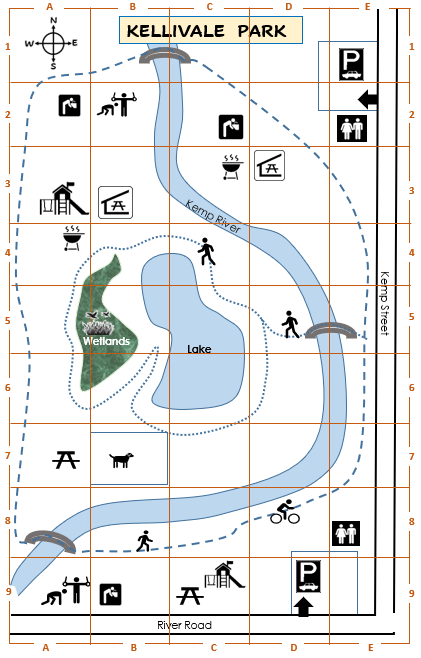 A B C D E
KELLIVALE PARK
N
W E
S
1 1
P
2 2
3 3
Kemp River
4 4
Kemp Street
5 5
Wetlands
Lake
6 6
7 7
8 8
P
9 9
River Road
A B C D E